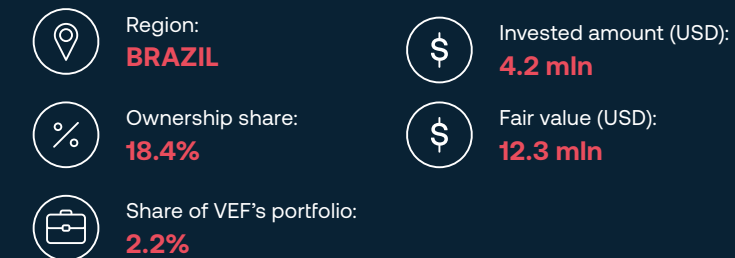 Region:
BRAZIL
Ownership share:
18.4%
Share of VEF's portfolio:
2.2%
$
Invested amount (USD):
4.2 mln
$
Fair value (USD):
12.3 mln